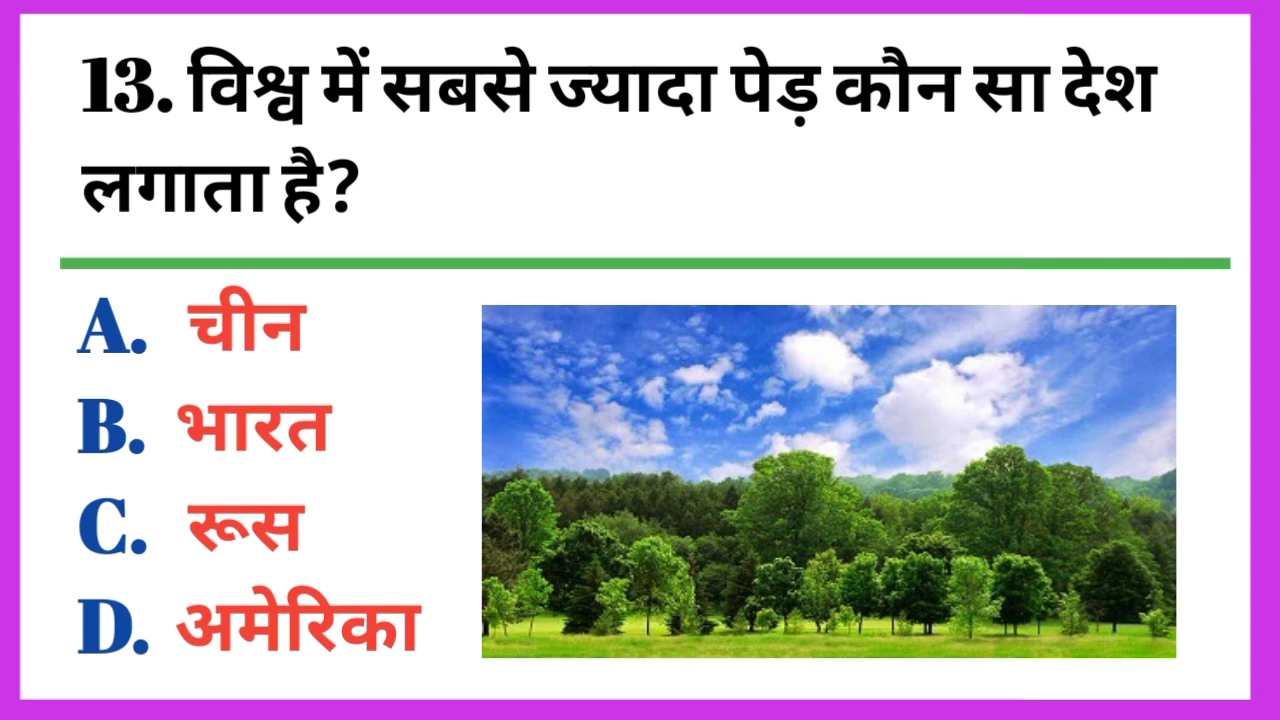 13. विश्व में सबसे ज्यादा पेड़ कौन सा देश
लगाता है?
A. चीन
B. भारत
C. रूस
D. अमेरिका